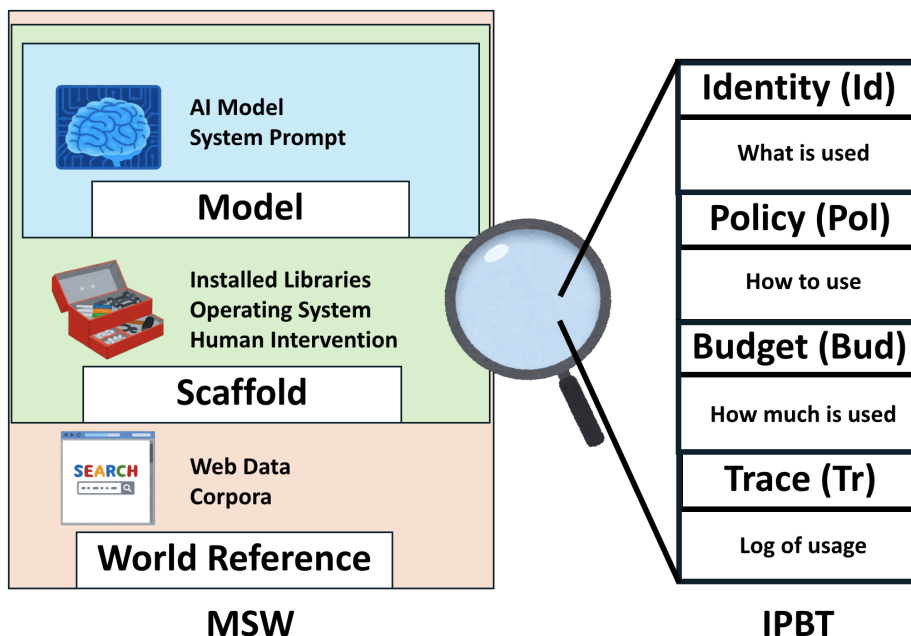 AI Model
System Prompt
Model
Installed Libraries
Operating System
Human Intervention
Scaffold
SEARCH
Web Data
Corpora
World Reference
MSW
Identity (Id)
What is used
Policy (Pol)
How to use
Budget (Bud)
How much is used
Trace (Tr)
Log of usage
IPBT